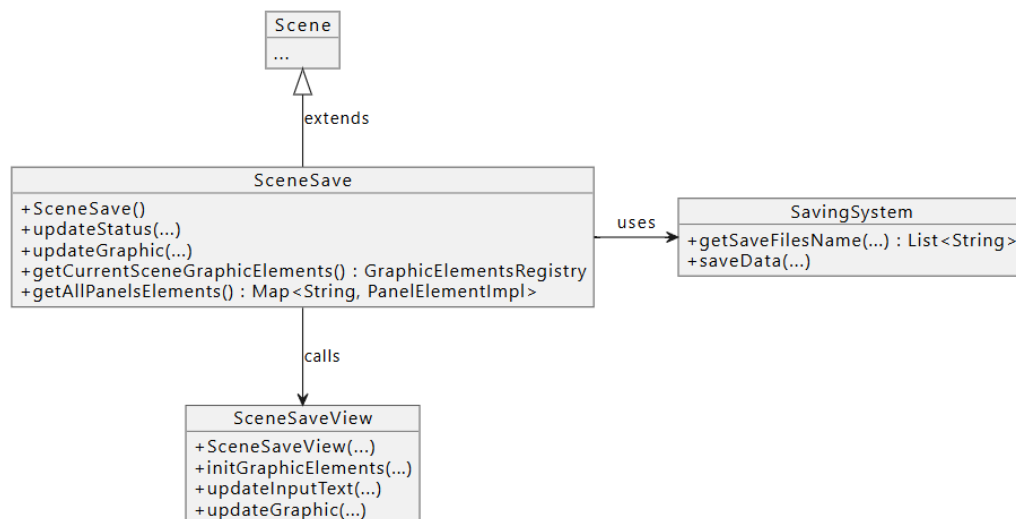 Scene
...
extends
SceneSave
+SceneSave()
+updateStatus(...)
+updateGraphic(...)
+getCurrentSceneGraphicElements() : GraphicElementsRegistry
+getAllPanelsElements() : Map<String, PanelElementImpl>
uses
SavingSystem
+getSaveFilesName(...) : List<String>
+saveData(...)
calls
SceneSaveView
+SceneSaveView(...)
+initGraphicElements(...)
+updateInputText(...)
+updateGraphic(...)